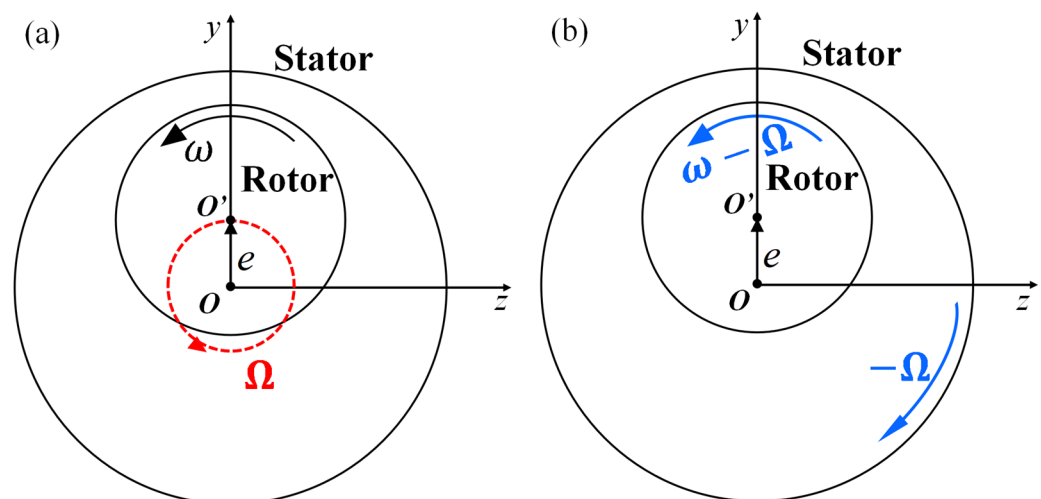 (a)
y
Stator
ω
Rotor
O'
e
O
z
Ω
(b)
y
Stator
ω – Ω
Rotor
O'
e
O
z
–Ω